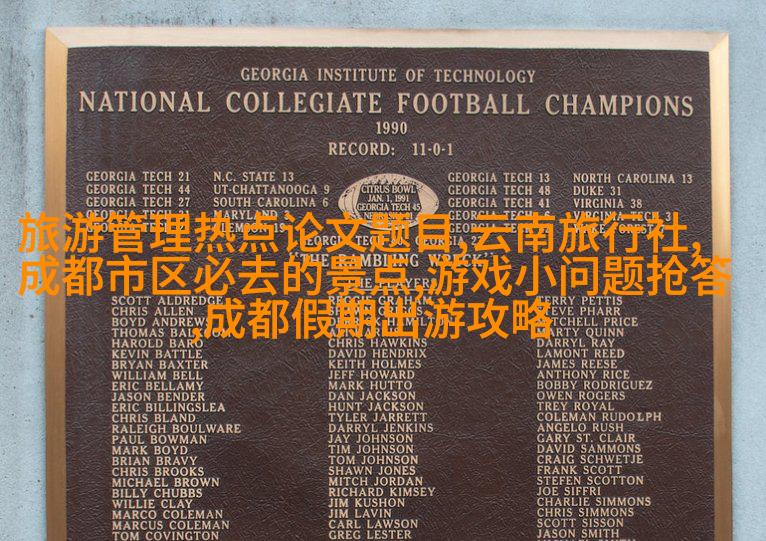 GEORGIA INSTITUTE OF TECHNOLOGY
NATIONAL COLLEGIATE FOOTBALL CHAMPIONS
1990
RECORD: 11-0-1
GEORGIA TECH 21 N.C. STATE 13
GEORGIA TECH 44 UT-CHATTANOOGA 9
GEORGIA TECH 27 SOUTH CAROLINA 6
CITRUS BOWL
JAN. 1, 1991
GEORGIA TECH 45
GEORGIA TECH 13 NORTH CAROLINA 13
GEORGIA TECH 48 DUKE 31
GEORGIA TECH 41 VIRGINIA 38
旅游管理热点论文题目,云南旅行社,
成都市区必去的景点,游戏小问题抢答
,成都假期出游攻略
"THE RAMBLING WRECK"
SCOTT ALDREDGE
CHRIS ALLEN
BOYD ANDREWS
THOMAS
HAROLD
KEVIN BATTLE
BRYAN BAXTER
WILLIAM BELL
ERIC BELLAMY
JASON BENDER
ERIC BILLINGSLEA
CHRIS BLAND
RALEIGH BOULWARE
PAUL BOWMAN
MARK BOYD
BRIAN BRAVY
CHRIS BROOKS
MICHAEL BROWN
BILLY CHUBBS
WILLIE CLAY
MARCO COLEMAN
MARCUS COLEMAN
TOM COVINGTON
REGGIE GRAHAM
CHRIS HAWKINS
DAVID HENDRIX
KEITH HOLMES
JEFF HOWARD
MARK HUTTO
DAN JACKSON
HUNT JACKSON
TYLER JARRETT
DARRYL JENKINS
JAY JOHNSON
TIM JOHNSON
TOM JOHNSON
SHAWN JONES
MITCH JORDAN
RICHARD KIMSEY
JIM KUSHON
JIM LAVIN
CARL LAWSON
GREG LESTER
JERRY PETTIS
STEVE PHARR
MITCHELL PRICE
MARTY QUINN
DARRYL RAY
LAMONT REED
JAMES REESE
ANTHONY RICE
BOBBY RODRIGUEZ
OWEN ROGERS
TREY ROYAL
COLEMAN RUDOLPH
ANGELO RUSH
GARY ST. CLAIR
DAVID SAMMONS
CRAIG SCHWETJE
FRANK SCOTT
STEFEN SCOTTON
JOE SIFFRI
CHARLIE SIMMONS
CHRIS SIMMONS
SCOTT SISSON
JASON SMITH